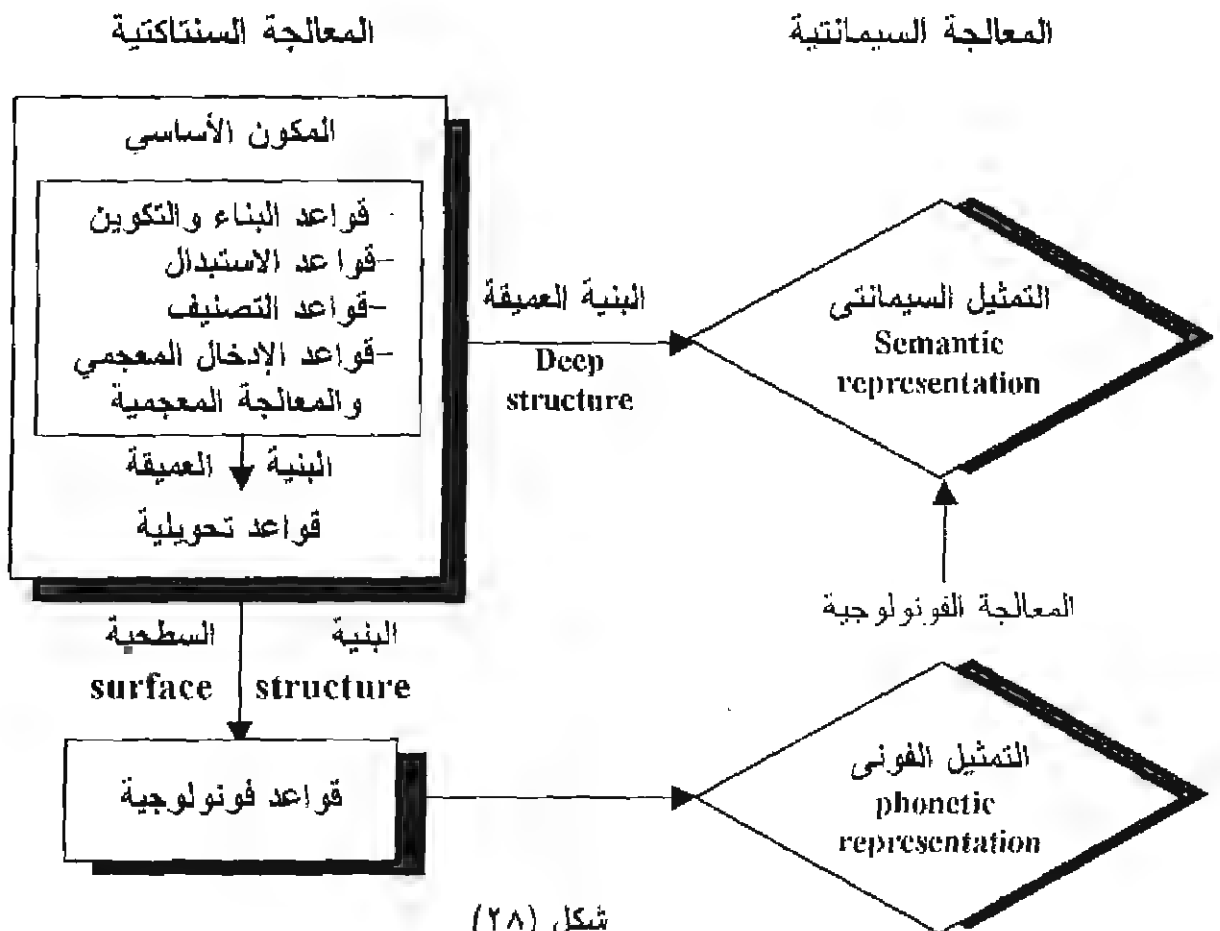 المعالجة السنتاكتية
المعالجة السيمانتية
المكون الأساسي
- قواعد البناء والتكوين
-قواعد الاستبدال
-قواعد التصنيف
-قواعد الإدخال المعجمي
والمعالجة المعجمية
البنية العميقة
قواعد تحويلية
البنية العميقة
Deep
structure
التمثيل السيمانتى
Semantic
representation
البنية السطحية
surface structure
قواعد فونولوجية
المعالجة الفونولوجية
التمثيل الفونى
phonetic
representation
شكل (٢٨)